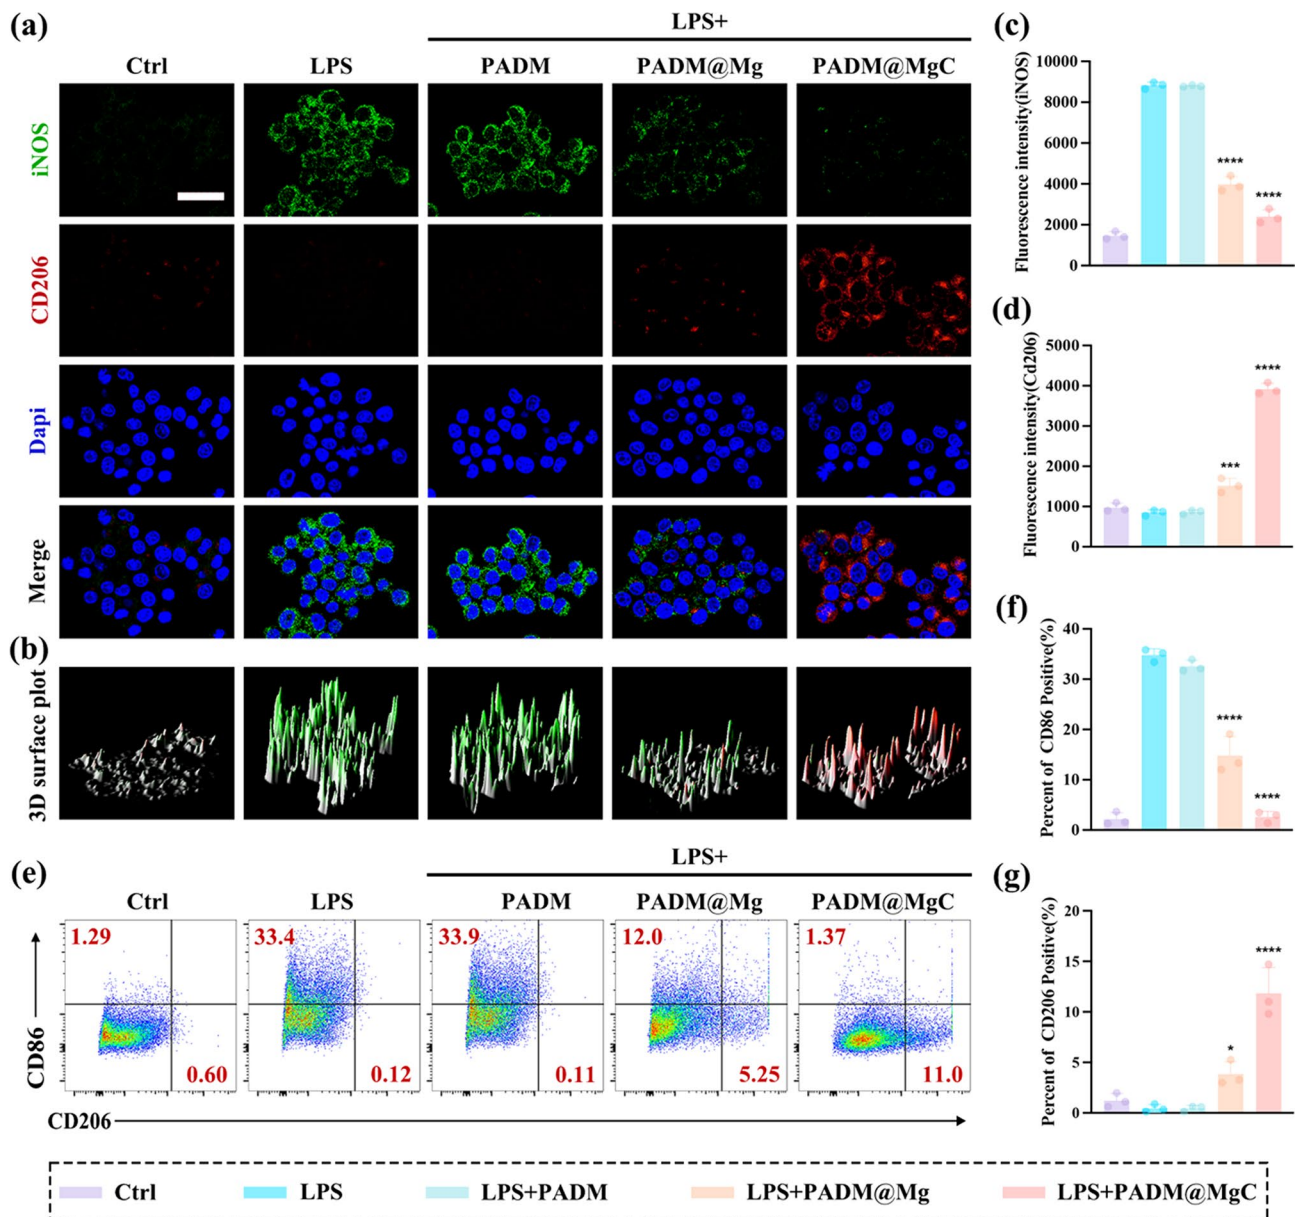 (a)
LPS+
Ctrl LPS PADM PADM@Mg PADM@MgC
iNOS
CD206
Dapi
Merge
(b)
3D surface plot
(c)
Fluorescence intensity(iNOS)
10000
8000
6000
4000
2000
0
****
****
(d)
Fluorescence intensity(Cd206)
5000
4000
3000
2000
1000
0
***
****
(e)
LPS+
Ctrl LPS PADM PADM@Mg PADM@MgC
1.29 33.4 33.9 12.0 1.37
0.60 0.12 0.11 5.25 11.0
CD86
CD206
(f)
Percent of CD86 Positive(%)
40
30
20
10
0
****
****
(g)
Percent of CD206 Positive(%)
20
15
10
5
0
*
****
Ctrl LPS LPS+PADM LPS+PADM@Mg LPS+PADM@MgC